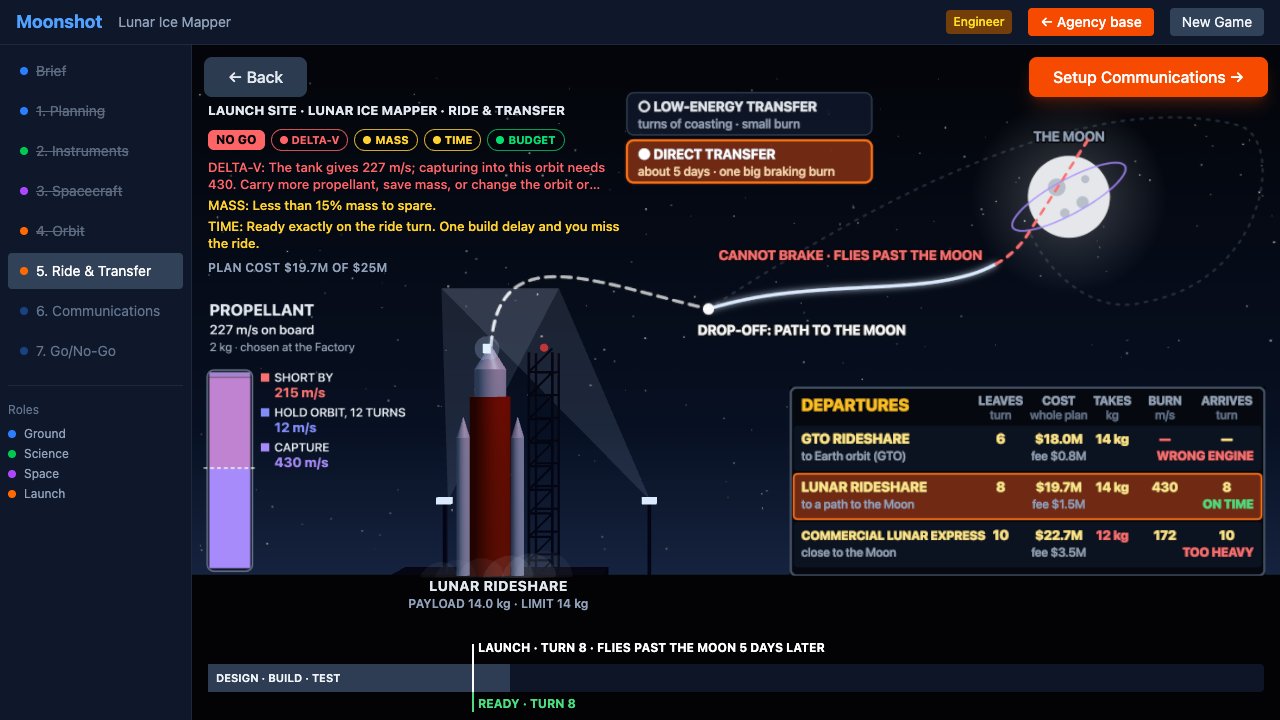 Moonshot
Lunar Ice Mapper
Engineer
← Agency base
New Game
Brief
1. Planning
2. Instruments
3. Spacecraft
4. Orbit
5. Ride & Transfer
6. Communications
7. Go/No-Go
Roles
Ground
Science
Space
Launch
← Back
Setup Communications →
LAUNCH SITE · LUNAR ICE MAPPER · RIDE & TRANSFER
NO GO
DELTA-V
MASS
TIME
BUDGET
DELTA-V: The tank gives 227 m/s; capturing into this orbit needs
430. Carry more propellant, save mass, or change the orbit or...
MASS: Less than 15% mass to spare.
TIME: Ready exactly on the ride turn. One build delay and you miss
the ride.
PLAN COST $19.7M OF $25M
LOW-ENERGY TRANSFER
turns of coasting · small burn
DIRECT TRANSFER
about 5 days · one big braking burn
THE MOON
CANNOT BRAKE · FLIES PAST THE MOON
DROP-OFF: PATH TO THE MOON
PROPELLANT
227 m/s on board
2 kg · chosen at the Factory
SHORT BY
215 m/s
HOLD ORBIT, 12 TURNS
12 m/s
CAPTURE
430 m/s
DEPARTURES LEAVES COST TAKES BURN ARRIVES
turn whole plan kg m/s turn
GTO RIDESHARE 6 $18.0M 14 kg — —
to Earth orbit (GTO) fee $0.8M WRONG ENGINE
LUNAR RIDESHARE 8 $19.7M 14 kg 430 8
to a path to the Moon fee $1.5M ON TIME
COMMERCIAL LUNAR EXPRESS 10 $22.7M 12 kg 172 10
close to the Moon fee $3.5M TOO HEAVY
LUNAR RIDESHARE
PAYLOAD 14.0 kg · LIMIT 14 kg
LAUNCH · TURN 8 · FLIES PAST THE MOON 5 DAYS LATER
DESIGN · BUILD · TEST
READY · TURN 8